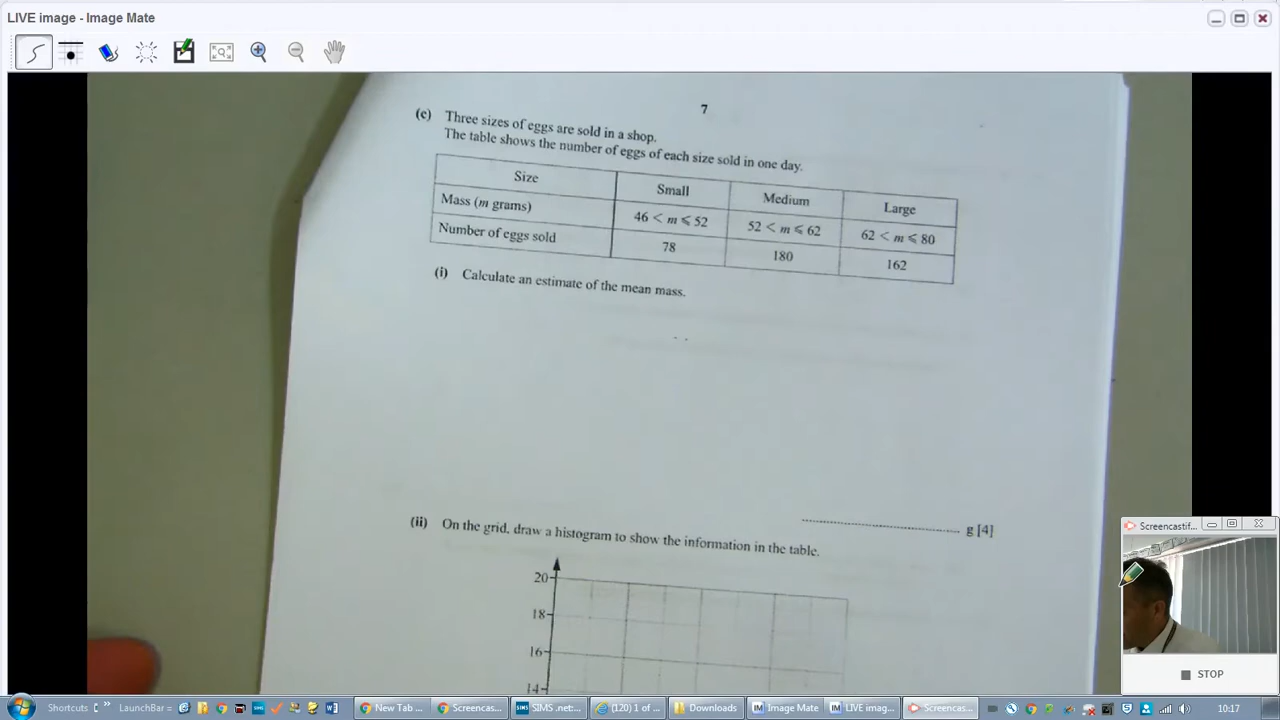 LIVE image - Image Mate
7
(c) Three sizes of eggs are sold in a shop.
The table shows the number of eggs of each size sold in one day.
Size Small Medium Large
Mass (m grams) 46 < m ⩽ 52 52 < m ⩽ 62 62 < m ⩽ 80
Number of eggs sold 78 180 162
(i) Calculate an estimate of the mean mass.
g [4]
(ii) On the grid, draw a histogram to show the information in the table.
20
18
16
14
Screencastif...
STOP
Shortcuts LaunchBar New Tab ... Screencas... SIMS .net:... (120) 1 of ... Downloads Image Mate LIVE imag... Screencas... 10:17